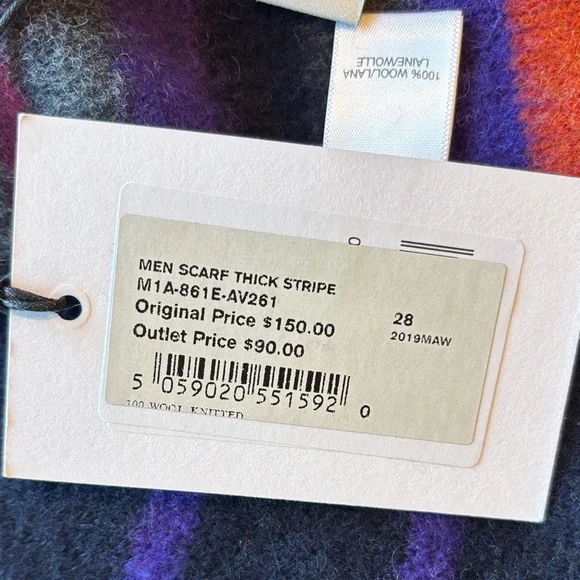 100% WOOL/LANA
LAINE/WOLLE
MEN SCARF THICK STRIPE
M1A-861E-AV261
Original Price $150.00
Outlet Price $90.00
28
2019MAW
5 059020 551592 0
100 WOOL KNITTED